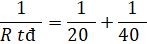 1/(R tđ) = 1/20 + 1/40